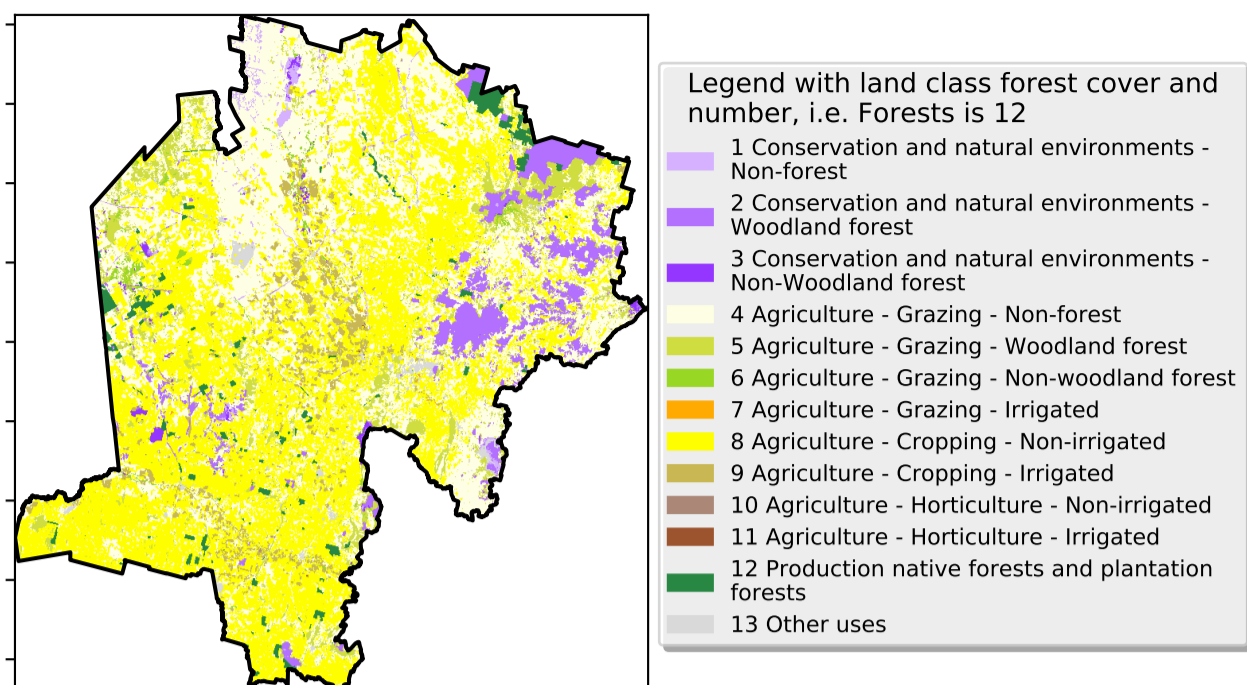 Legend with land class forest cover and
number, i.e. Forests is 12
1 Conservation and natural environments -
Non-forest
2 Conservation and natural environments -
Woodland forest
3 Conservation and natural environments -
Non-Woodland forest
4 Agriculture - Grazing - Non-forest
5 Agriculture - Grazing - Woodland forest
6 Agriculture - Grazing - Non-woodland forest
7 Agriculture - Grazing - Irrigated
8 Agriculture - Cropping - Non-irrigated
9 Agriculture - Cropping - Irrigated
10 Agriculture - Horticulture - Non-irrigated
11 Agriculture - Horticulture - Irrigated
12 Production native forests and plantation
forests
13 Other uses